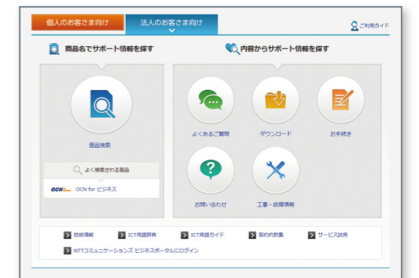 個人のお客さま向け
法人のお客さま向け
ご利用ガイド
商品名でサポート情報を探す
内容からサポート情報を探す
商品検索
よく検索される商品
OCN OCN for ビジネス
よくあるご質問
ダウンロード
お手続き
お問い合わせ
工事・故障情報
技術情報
ICT用語辞典
ICT用語ガイド
契約約款集
サービス説明
NTTコミュニケーションズ ビジネスポータルにログイン